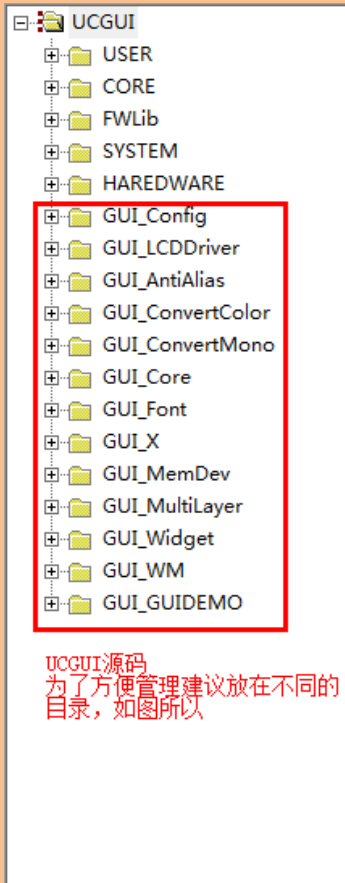 UCGUI
USER
CORE
FWLib
SYSTEM
HAREDWARE
GUI_Config
GUI_LCDDriver
GUI_AntiAlias
GUI_ConvertColor
GUI_ConvertMono
GUI_Core
GUI_Font
GUI_X
GUI_MemDev
GUI_MultiLayer
GUI_Widget
GUI_WM
GUI_GUIDEMO
UCGUI源码
为了方便管理建议放在不同的
目录，如图所以